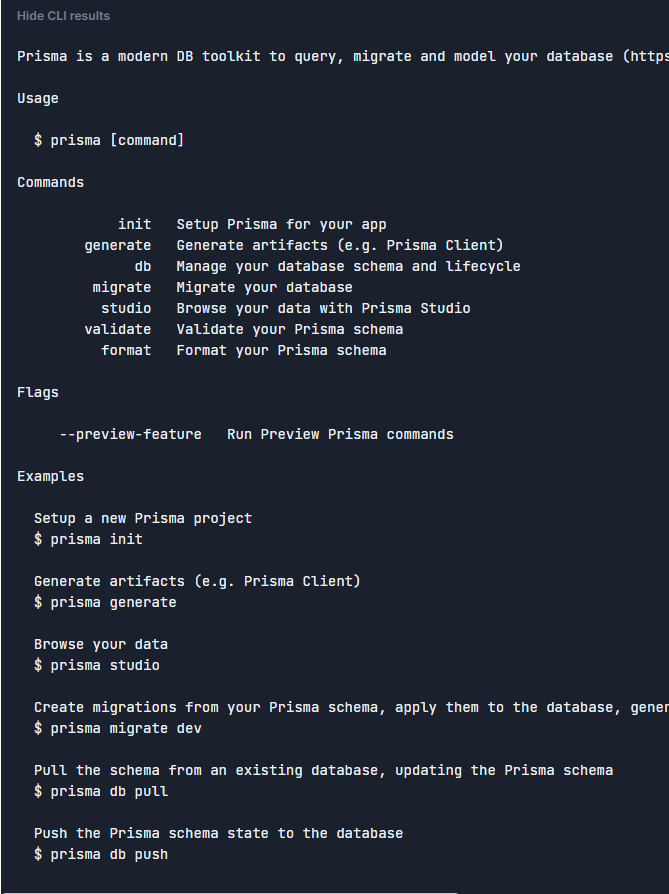 Hide CLI results
Prisma is a modern DB toolkit to query, migrate and model your database (https
Usage
$ prisma [command]
Commands
init   Setup Prisma for your app
generate   Generate artifacts (e.g. Prisma Client)
db   Manage your database schema and lifecycle
migrate   Migrate your database
studio   Browse your data with Prisma Studio
validate   Validate your Prisma schema
format   Format your Prisma schema
Flags
--preview-feature   Run Preview Prisma commands
Examples
Setup a new Prisma project
$ prisma init
Generate artifacts (e.g. Prisma Client)
$ prisma generate
Browse your data
$ prisma studio
Create migrations from your Prisma schema, apply them to the database, gener
$ prisma migrate dev
Pull the schema from an existing database, updating the Prisma schema
$ prisma db pull
Push the Prisma schema state to the database
$ prisma db push